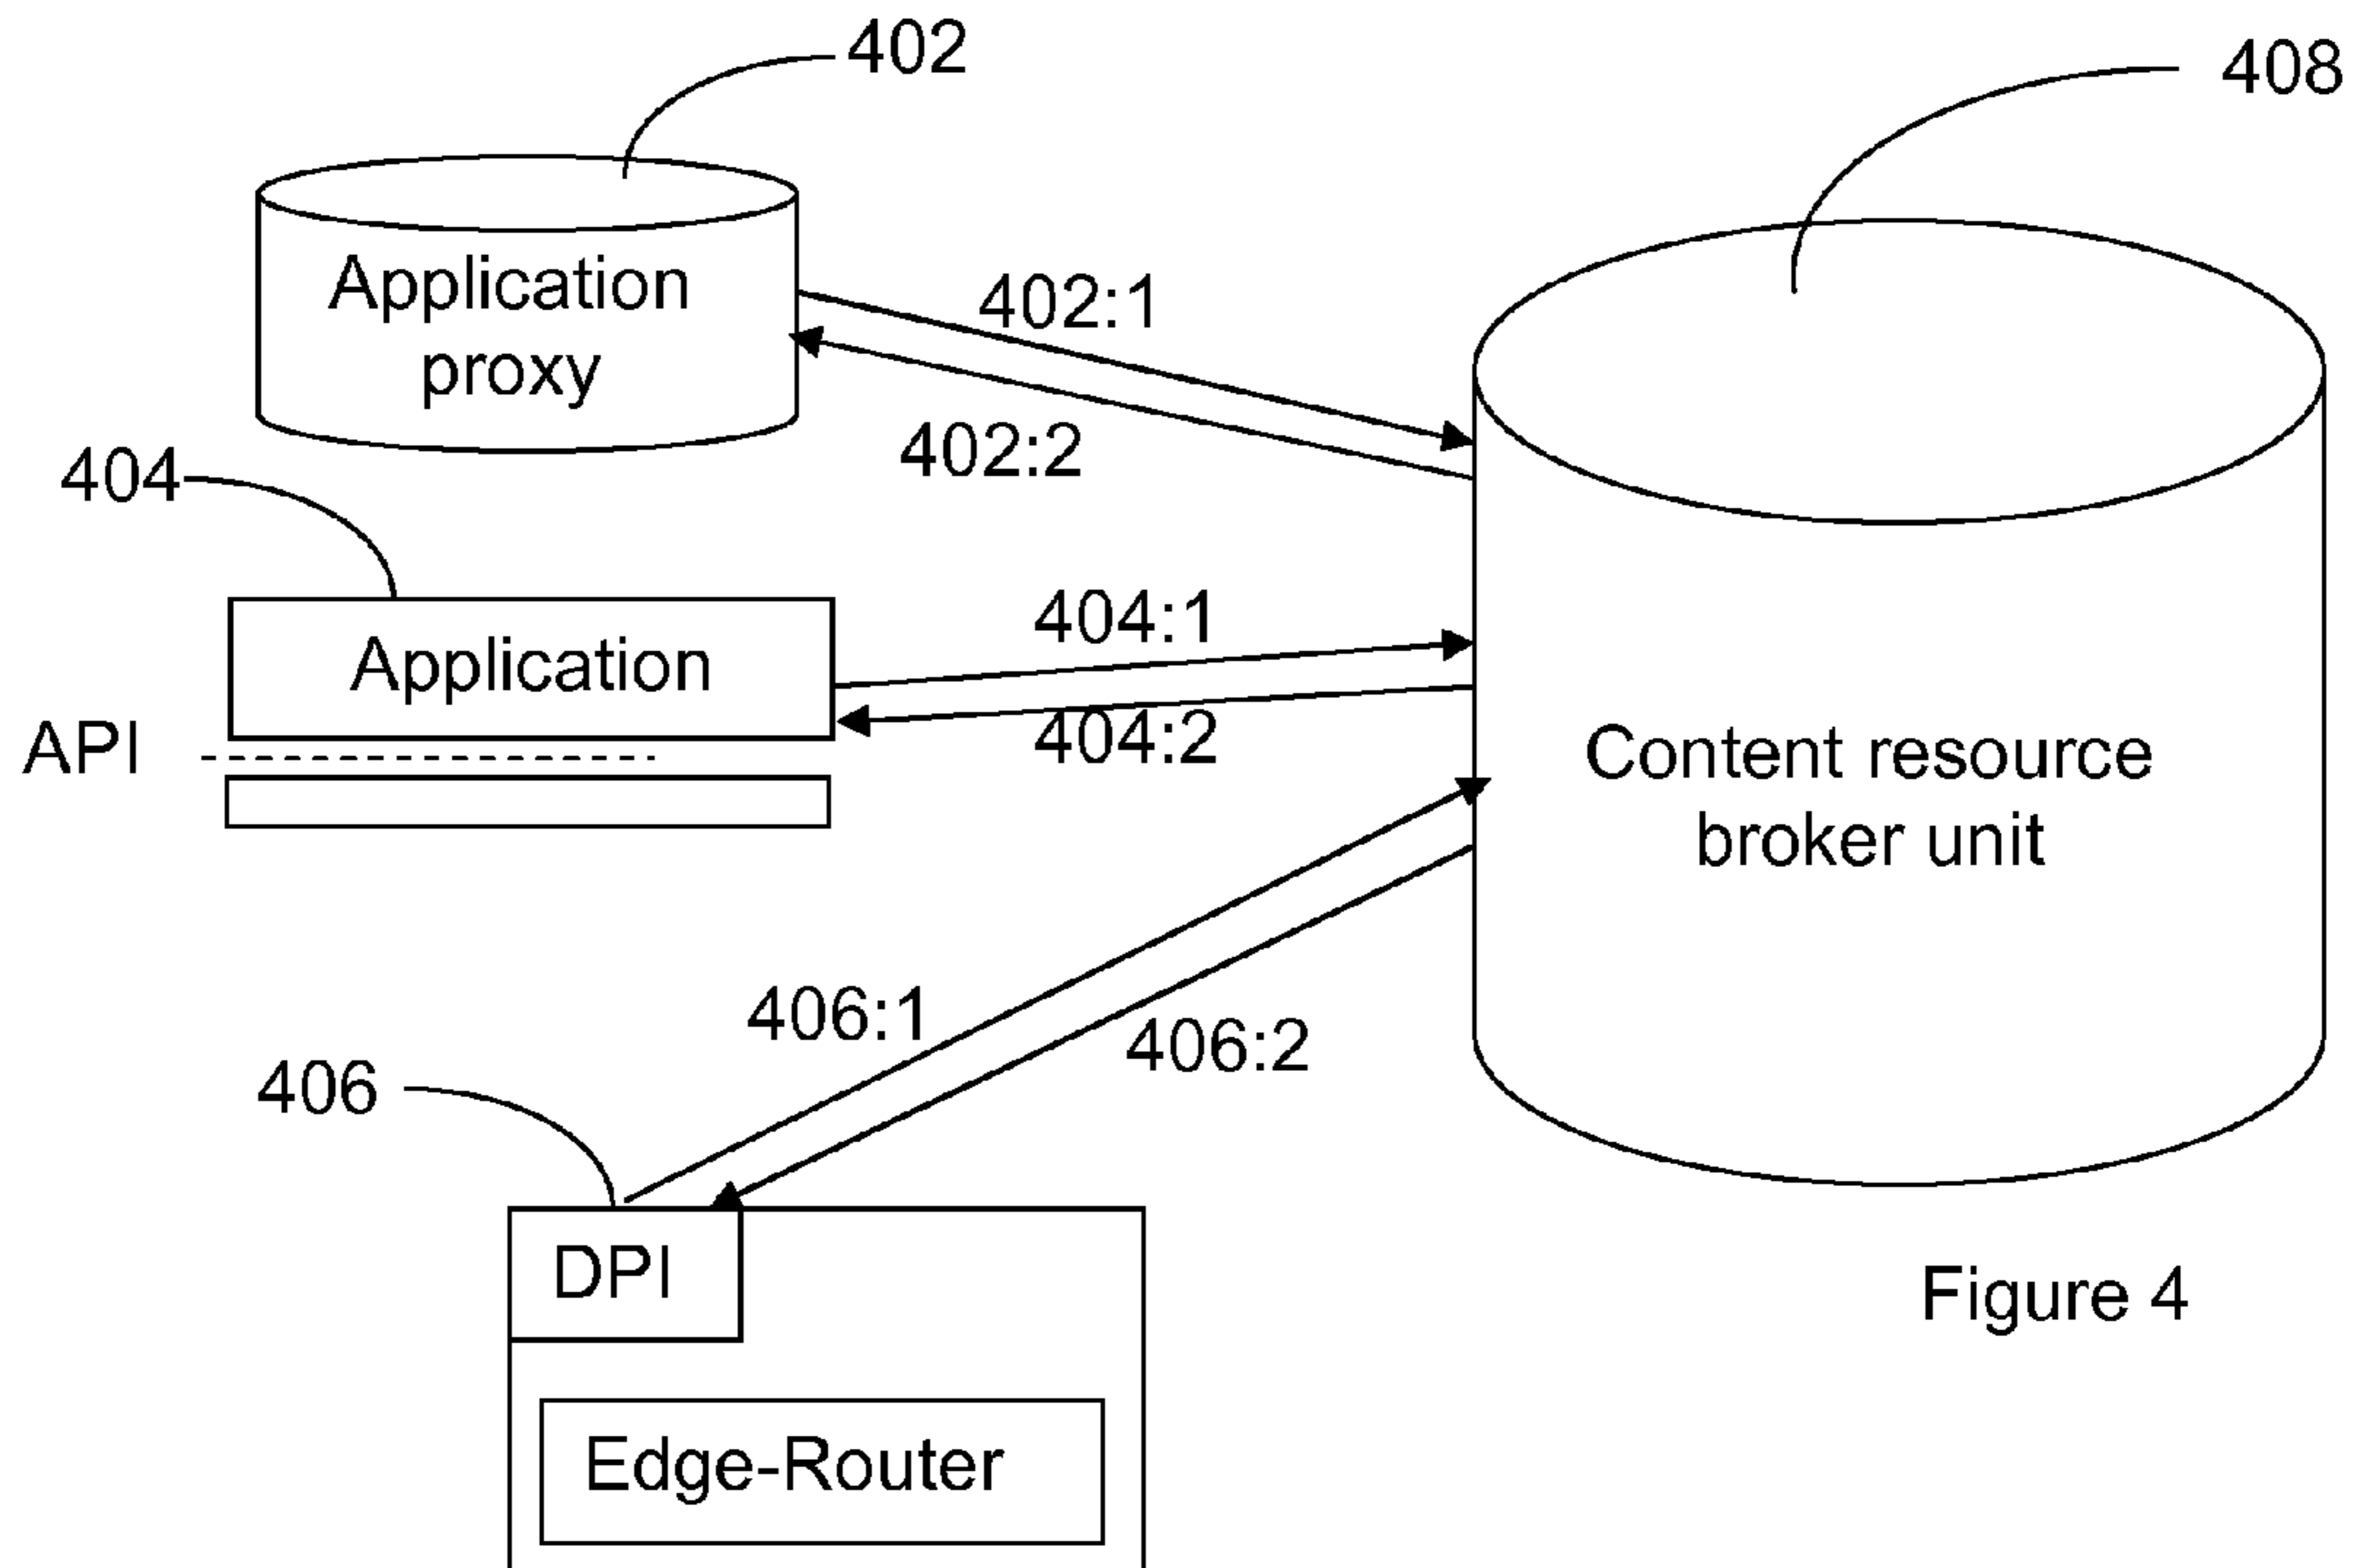 402
408
Application
proxy
402:1
402:2
404
Application
404:1
404:2
API
Content resource
broker unit
406:1
406:2
406
DPI
Edge-Router
Figure 4